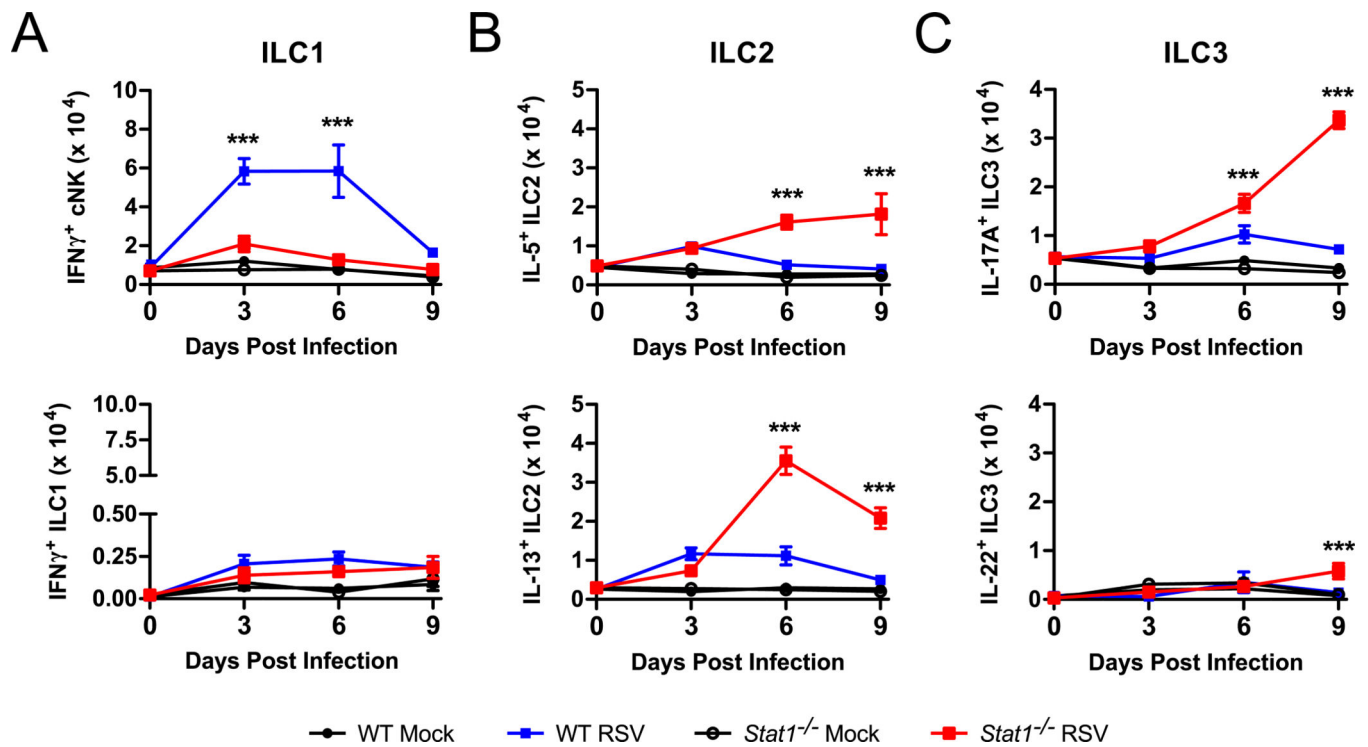 A
ILC1
IFNγ⁺ cNK (x 10⁴)
10
8
6
4
2
0
***
***
0 3 6 9
Days Post Infection
B
ILC2
IL-5⁺ ILC2 (x 10⁴)
5
4
3
2
1
0
***
***
0 3 6 9
Days Post Infection
C
ILC3
IL-17A⁺ ILC3 (x 10⁴)
4
3
2
1
0
***
***
0 3 6 9
Days Post Infection
IFNγ⁺ ILC1 (x 10⁴)
10.0
7.5
5.0
0.50
0.25
0.00
0 3 6 9
Days Post Infection
IL-13⁺ ILC2 (x 10⁴)
5
4
3
2
1
0
***
***
0 3 6 9
Days Post Infection
IL-22⁺ ILC3 (x 10⁴)
4
3
2
1
0
***
0 3 6 9
Days Post Infection
WT Mock WT RSV Stat1⁻/⁻ Mock Stat1⁻/⁻ RSV